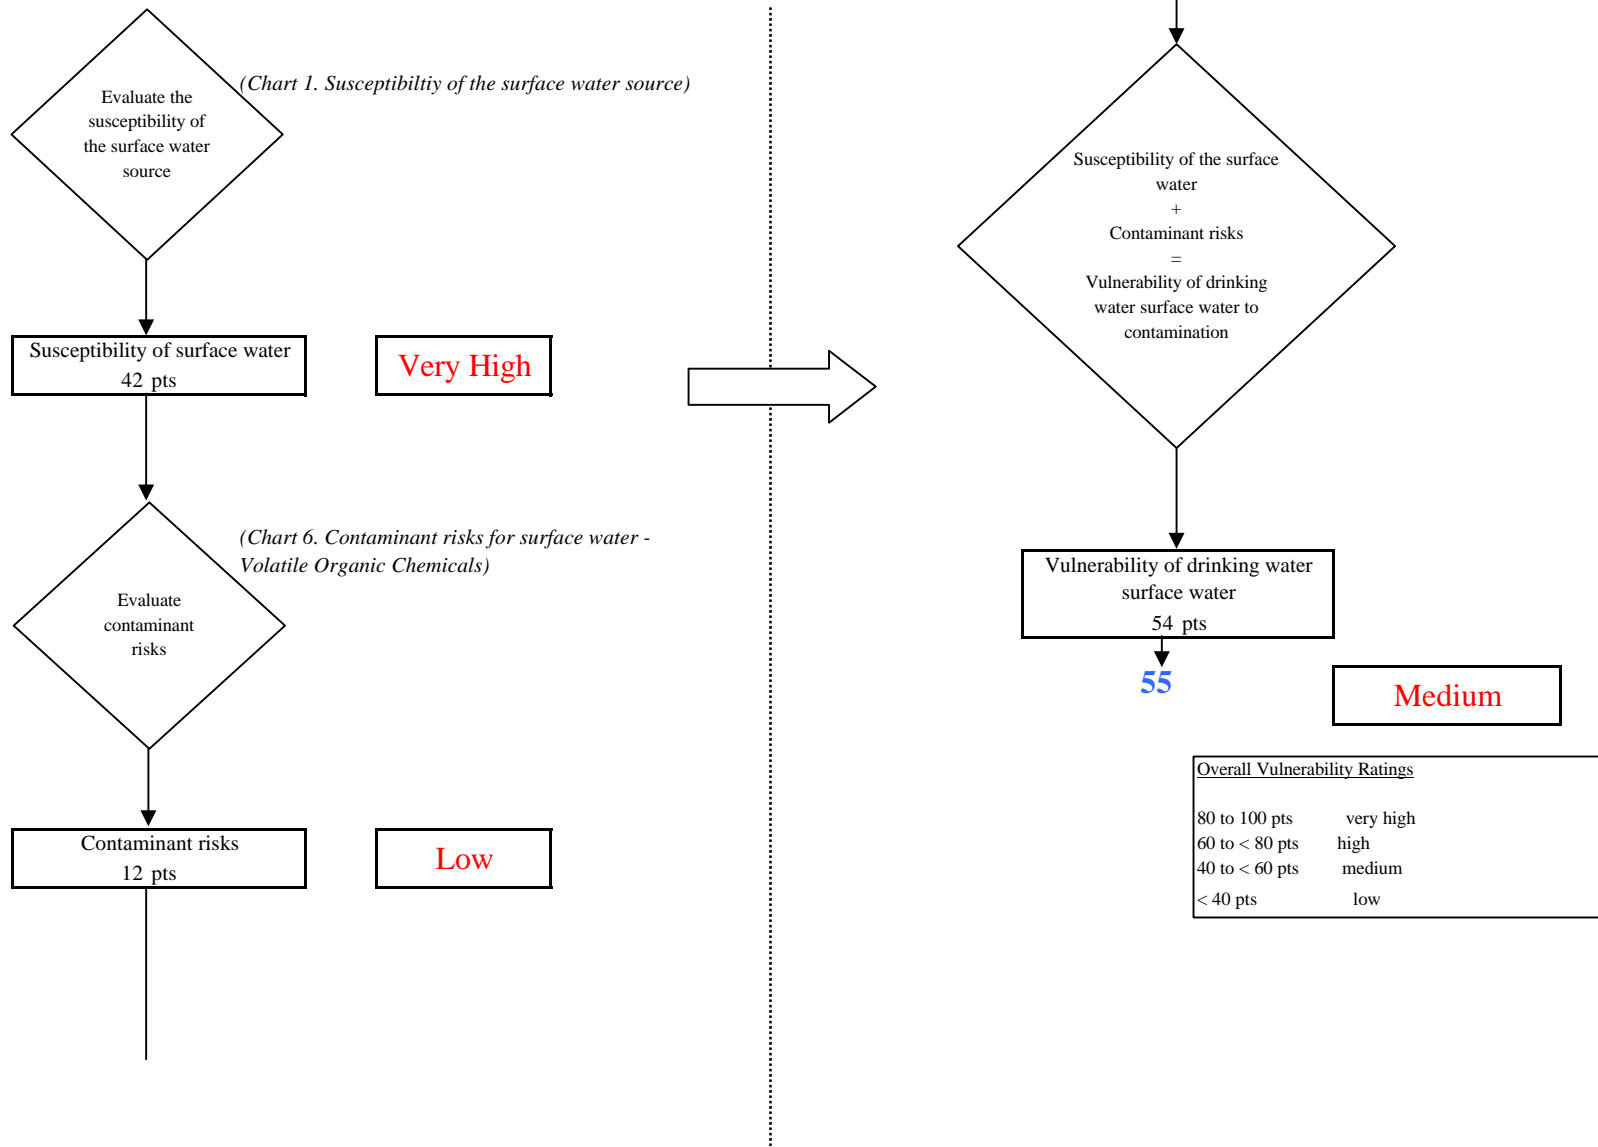 Evaluate the
susceptibility of
the surface water
source
(Chart 1. Susceptibiltiy of the surface water source)
Susceptibility of surface water
42 pts
Very High
(Chart 6. Contaminant risks for surface water -
Volatile Organic Chemicals)
Evaluate
contaminant
risks
Contaminant risks
12 pts
Low
Susceptibility of the surface
water
+
Contaminant risks
=
Vulnerability of drinking
water surface water to
contamination
Vulnerability of drinking water
surface water
54 pts
55
Medium
Overall Vulnerability Ratings
80 to 100 pts very high
60 to < 80 pts high
40 to < 60 pts medium
< 40 pts low